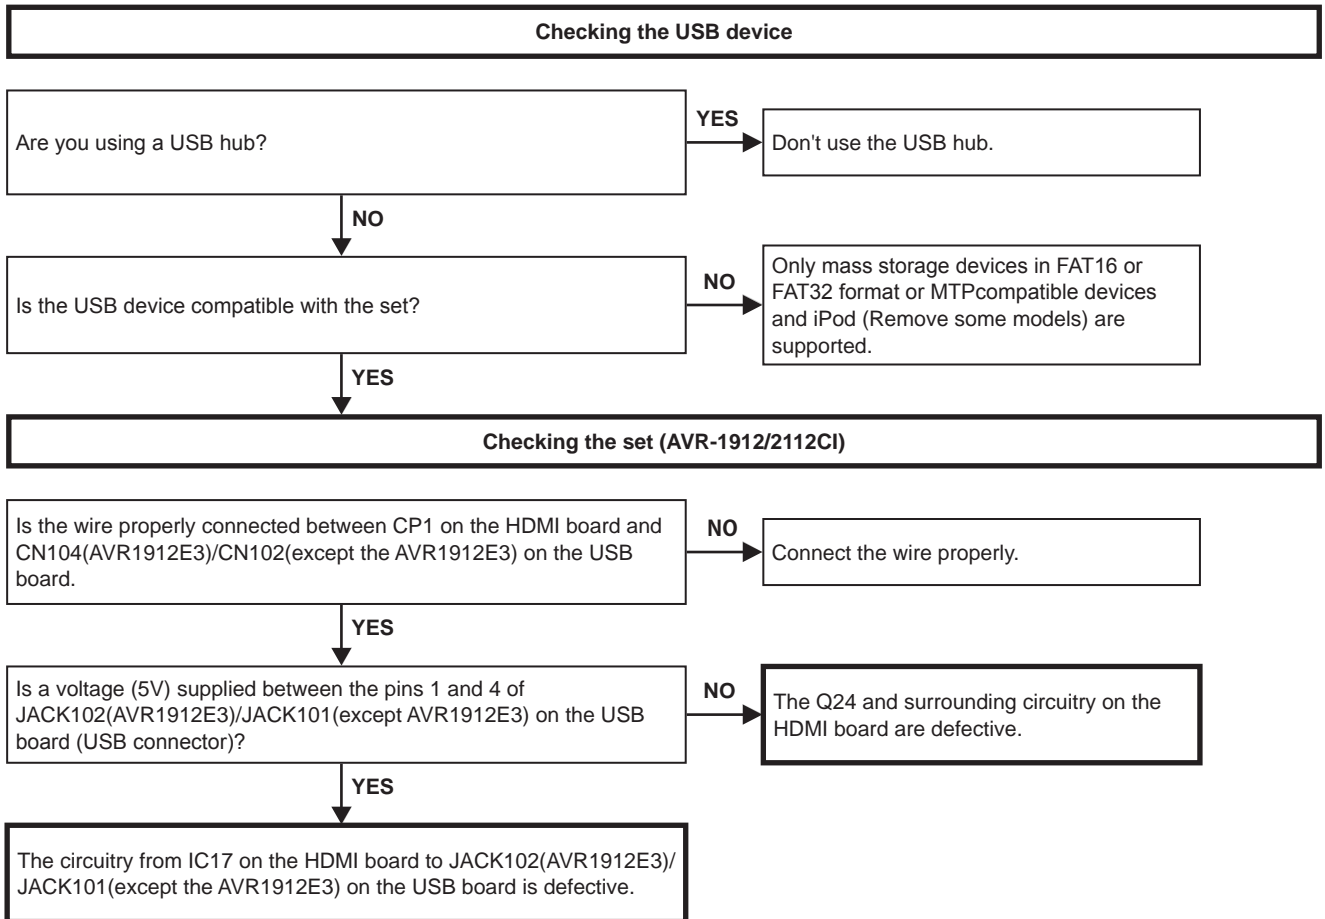 Checking the USB device
Are you using a USB hub?
YES
Don't use the USB hub.
NO
Is the USB device compatible with the set?
NO
Only mass storage devices in FAT16 or
FAT32 format or MTPcompatible devices
and iPod (Remove some models) are
supported.
YES
Checking the set (AVR-1912/2112CI)
Is the wire properly connected between CP1 on the HDMI board and
CN104(AVR1912E3)/CN102(except the AVR1912E3) on the USB
board.
NO
Connect the wire properly.
YES
Is a voltage (5V) supplied between the pins 1 and 4 of
JACK102(AVR1912E3)/JACK101(except AVR1912E3) on the USB
board (USB connector)?
NO
The Q24 and surrounding circuitry on the
HDMI board are defective.
YES
The circuitry from IC17 on the HDMI board to JACK102(AVR1912E3)/
JACK101(except the AVR1912E3) on the USB board is defective.